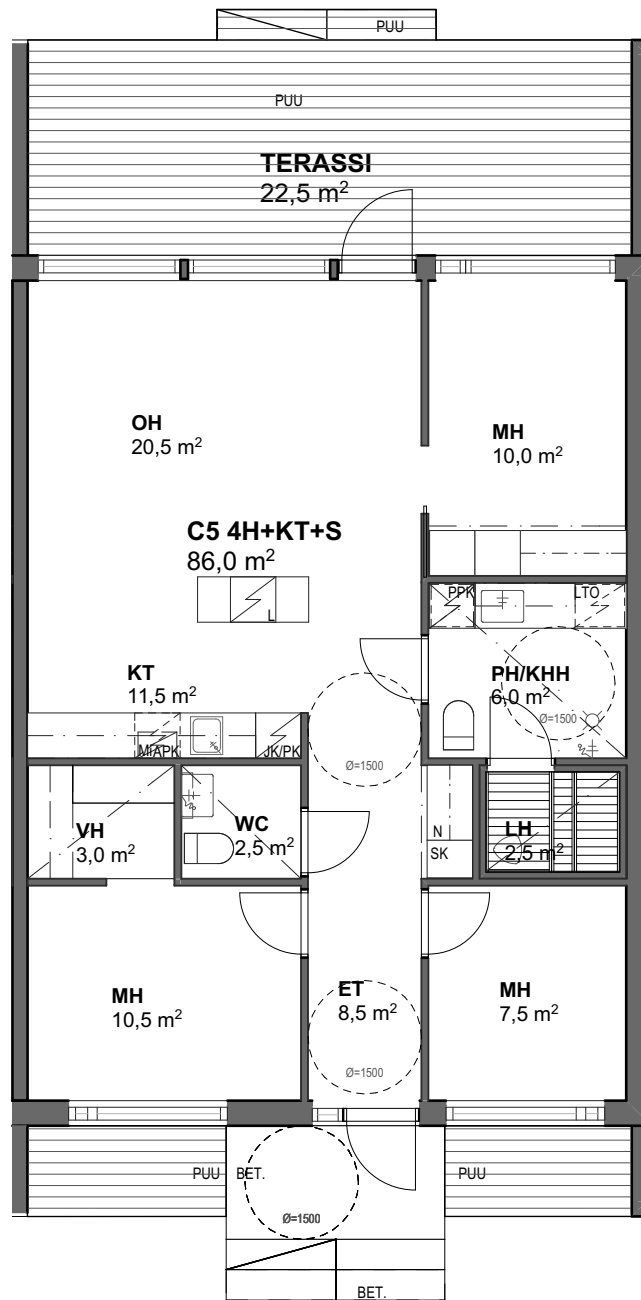 PUU
PUU
TERASSI
22,5 m²
OH
20,5 m²
MH
10,0 m²
C5 4H+KT+S
86,0 m²
L
PPK
LTO
KT
11,5 m²
PH/KHH
6,0 m²
Ø=1500
MI/APK
JK/PK
Ø=1500
VH
3,0 m²
WC
2,5 m²
N
SK
LH
2,5 m²
MH
10,5 m²
ET
8,5 m²
MH
7,5 m²
Ø=1500
PUU
BET.
PUU
Ø=1500
BET.